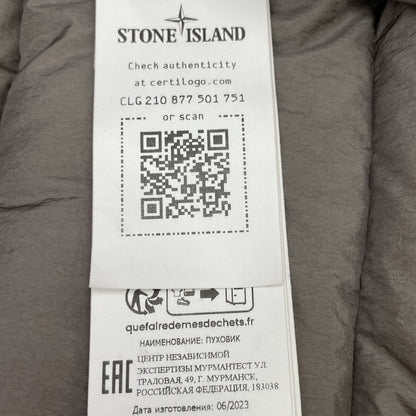 STONE ISLAND
Check authenticity
at certilogo.com
CLG 210 877 501 751
or scan
quefairedemesdechets.fr
НАИМЕНОВАНИЕ: ПУХОВИК
EAC
ЦЕНТР НЕЗАВИСИМОЙ
ЭКСПЕРТИЗЫ МУРМАНТЕСТ УЛ.
ТРАЛОВАЯ, 49, Г. МУРМАНСК,
РОССИЙСКАЯ ФЕДЕРАЦИЯ, 183038
Дата изготовления: 06/2023